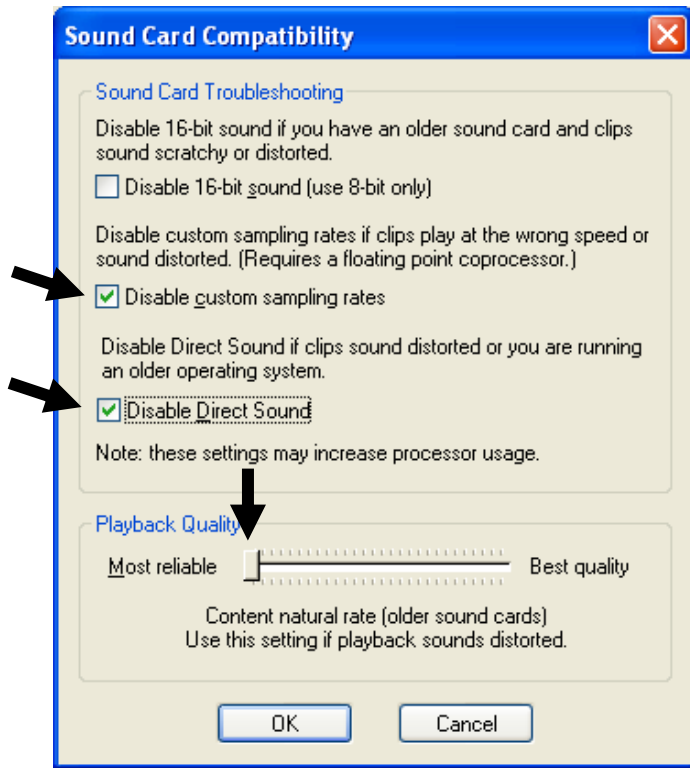 Sound Card Compatibility
Sound Card Troubleshooting
Disable 16-bit sound if you have an older sound card and clips
sound scratchy or distorted.
Disable 16-bit sound (use 8-bit only)
Disable custom sampling rates if clips play at the wrong speed or
sound distorted. (Requires a floating point coprocessor.)
Disable custom sampling rates
Disable Direct Sound if clips sound distorted or you are running
an older operating system.
Disable Direct Sound
Note: these settings may increase processor usage.
Playback Quality
Most reliable Best quality
Content natural rate (older sound cards)
Use this setting if playback sounds distorted.
OK Cancel